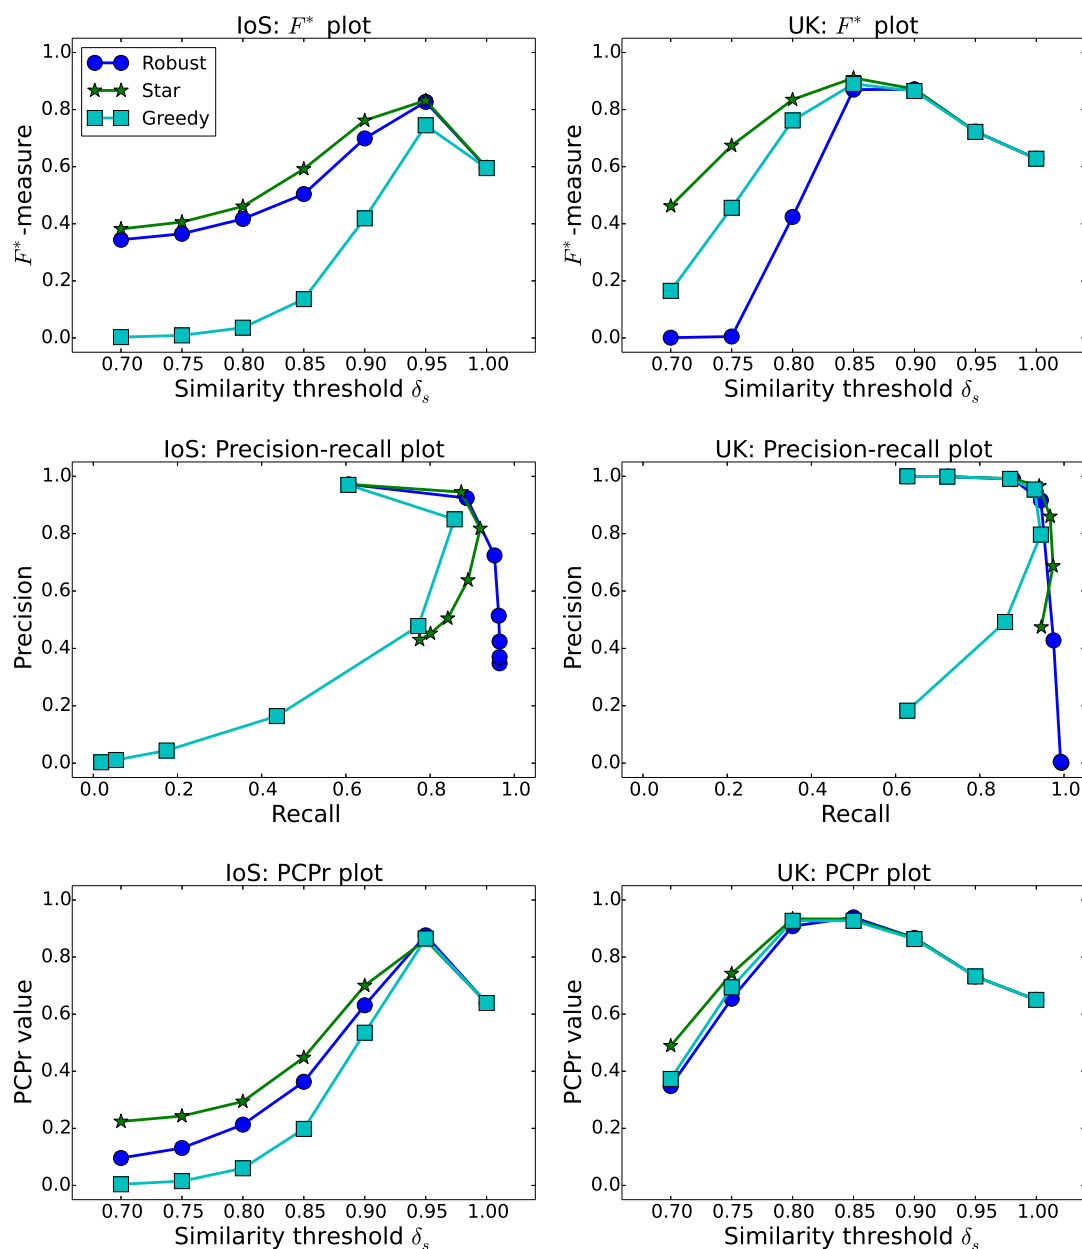 IoS: F* plot
1.0
0.8
0.6
0.4
0.2
0.0
F*-measure
Robust
Star
Greedy
0.70 0.75 0.80 0.85 0.90 0.95 1.00
Similarity threshold δs
UK: F* plot
1.0
0.8
0.6
0.4
0.2
0.0
F*-measure
0.70 0.75 0.80 0.85 0.90 0.95 1.00
Similarity threshold δs
IoS: Precision-recall plot
1.0
0.8
0.6
0.4
0.2
0.0
Precision
0.0 0.2 0.4 0.6 0.8 1.0
Recall
UK: Precision-recall plot
1.0
0.8
0.6
0.4
0.2
0.0
Precision
0.0 0.2 0.4 0.6 0.8 1.0
Recall
IoS: PCPr plot
1.0
0.8
0.6
0.4
0.2
0.0
PCPr value
0.70 0.75 0.80 0.85 0.90 0.95 1.00
Similarity threshold δs
UK: PCPr plot
1.0
0.8
0.6
0.4
0.2
0.0
PCPr value
0.70 0.75 0.80 0.85 0.90 0.95 1.00
Similarity threshold δs